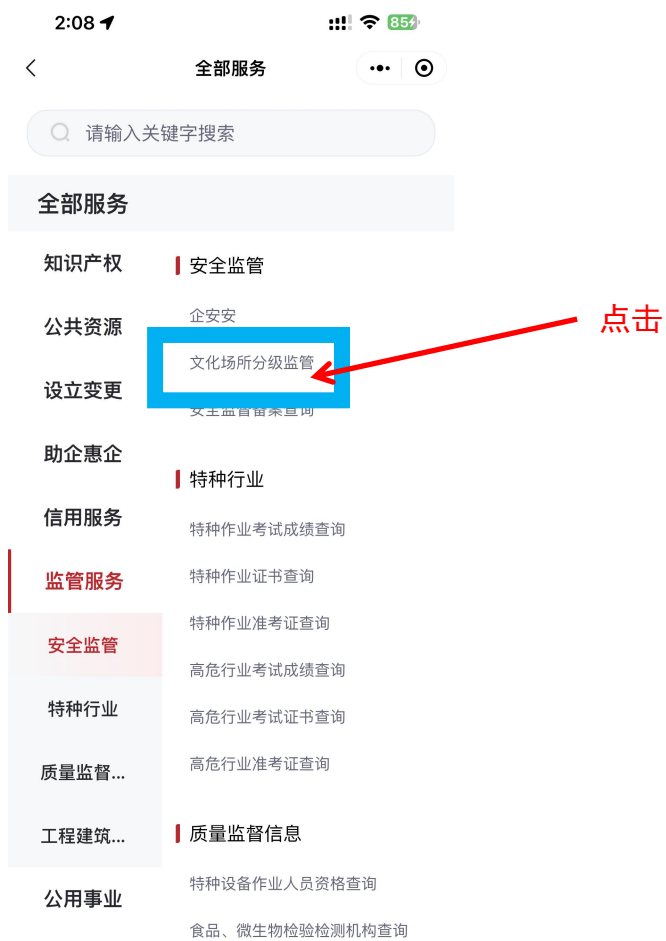 2:08
85
全部服务
请输入关键字搜索
全部服务
知识产权
公共资源
设立变更
助企惠企
信用服务
监管服务
安全监管
特种行业
质量监督...
工程建筑...
公用事业
安全监管
企安安
文化场所分级监管
安全监督备案查询
点击
特种行业
特种作业考试成绩查询
特种作业证书查询
特种作业准考证查询
高危行业考试成绩查询
高危行业考试证书查询
高危行业准考证查询
质量监督信息
特种设备作业人员资格查询
食品、微生物检验检测机构查询